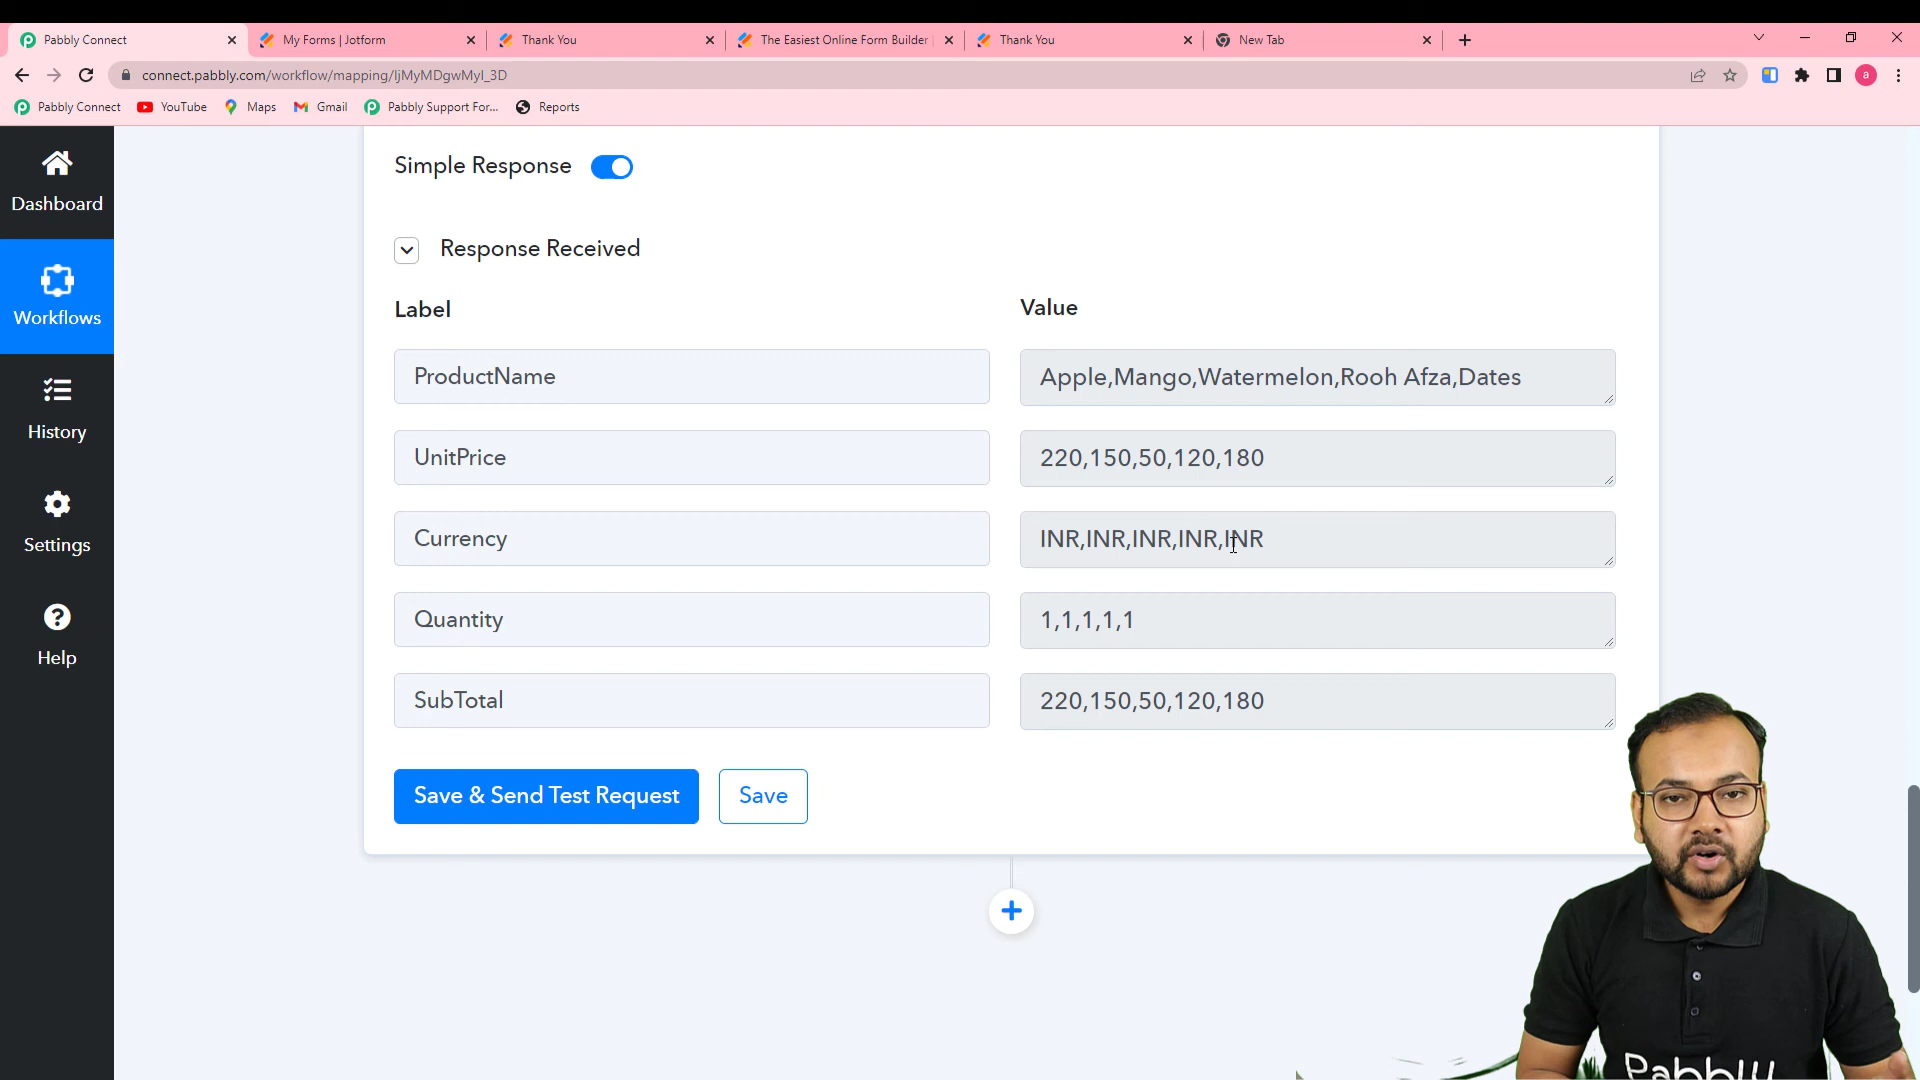 Pabbly Connect
My Forms | Jotform
Thank You
The Easiest Online Form Builder
Thank You
New Tab
connect.pabbly.com/workflow/mapping/IjMyMDgwMyI_3D
a
Pabbly Connect
YouTube
Maps
Gmail
Pabbly Support For...
Reports
Dashboard
Workflows
History
Settings
Help
Simple Response
Response Received
Label
Value
ProductName
Apple,Mango,Watermelon,Rooh Afza,Dates
UnitPrice
220,150,50,120,180
Currency
INR,INR,INR,INR,INR
Quantity
1,1,1,1,1
SubTotal
220,150,50,120,180
Save & Send Test Request
Save
Pabbly